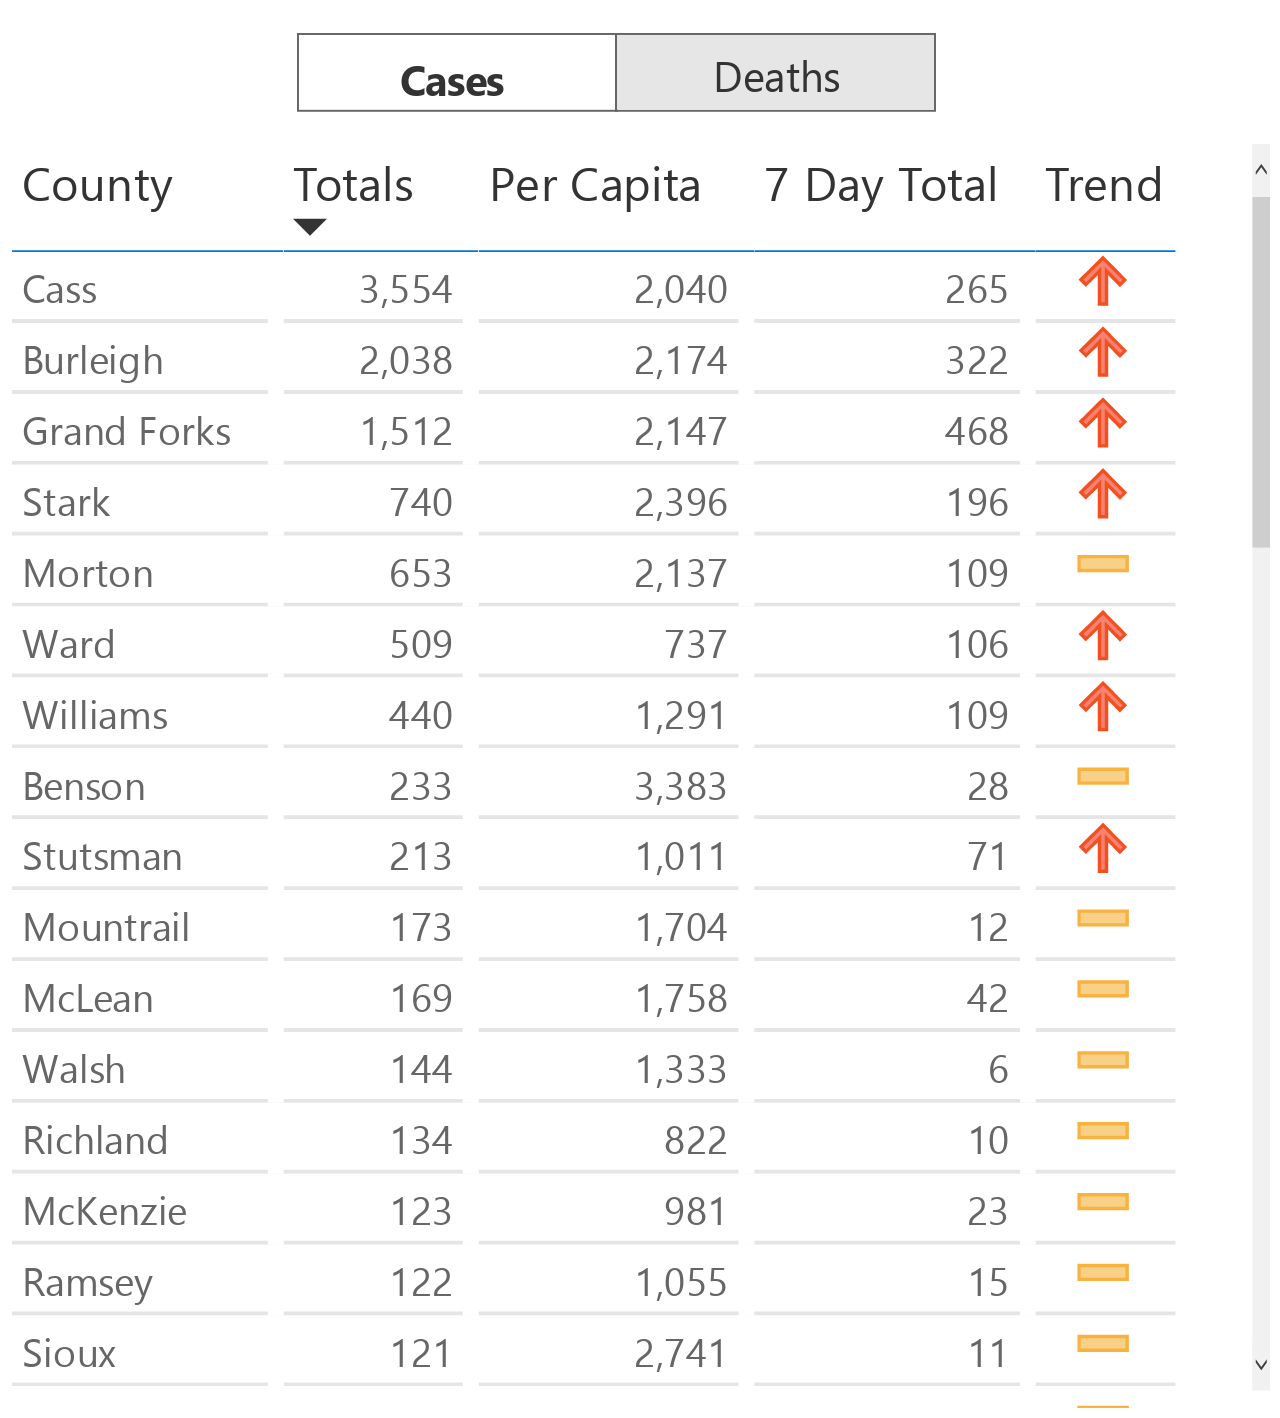 Cases Deaths
County Totals Per Capita 7 Day Total Trend
Cass 3,554 2,040 265
Burleigh 2,038 2,174 322
Grand Forks 1,512 2,147 468
Stark 740 2,396 196
Morton 653 2,137 109
Ward 509 737 106
Williams 440 1,291 109
Benson 233 3,383 28
Stutsman 213 1,011 71
Mountrail 173 1,704 12
McLean 169 1,758 42
Walsh 144 1,333 6
Richland 134 822 10
McKenzie 123 981 23
Ramsey 122 1,055 15
Sioux 121 2,741 11